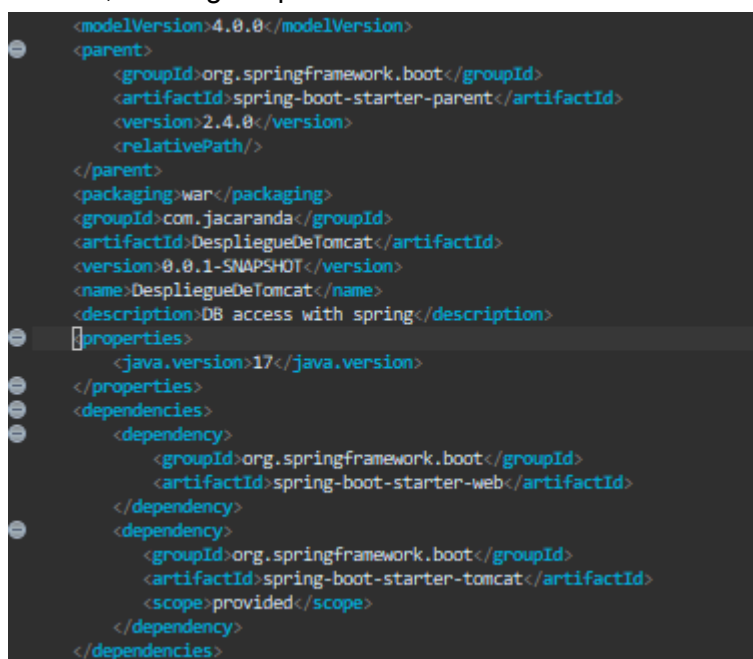 <modelVersion>4.0.0</modelVersion>
<parent>
<groupId>org.springframework.boot</groupId>
<artifactId>spring-boot-starter-parent</artifactId>
<version>2.4.0</version>
<relativePath/>
</parent>
<packaging>war</packaging>
<groupId>com.jacaranda</groupId>
<artifactId>DespliegueDeTomcat</artifactId>
<version>0.0.1-SNAPSHOT</version>
<name>DespliegueDeTomcat</name>
<description>DB access with spring</description>
<properties>
<java.version>17</java.version>
</properties>
<dependencies>
<dependency>
<groupId>org.springframework.boot</groupId>
<artifactId>spring-boot-starter-web</artifactId>
</dependency>
<dependency>
<groupId>org.springframework.boot</groupId>
<artifactId>spring-boot-starter-tomcat</artifactId>
<scope>provided</scope>
</dependency>
</dependencies>